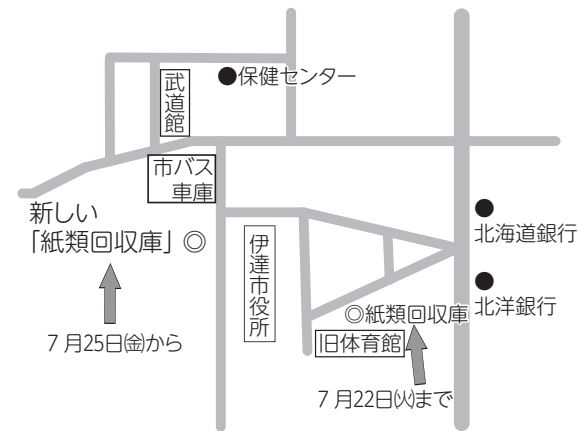 ●保健センター
武道館
市バス
車庫
新しい
「紙類回収庫」◎
7月25日㈮から
伊達市役所
●
北海道銀行
●
北洋銀行
◎紙類回収庫
旧体育館
7月22日㈫まで